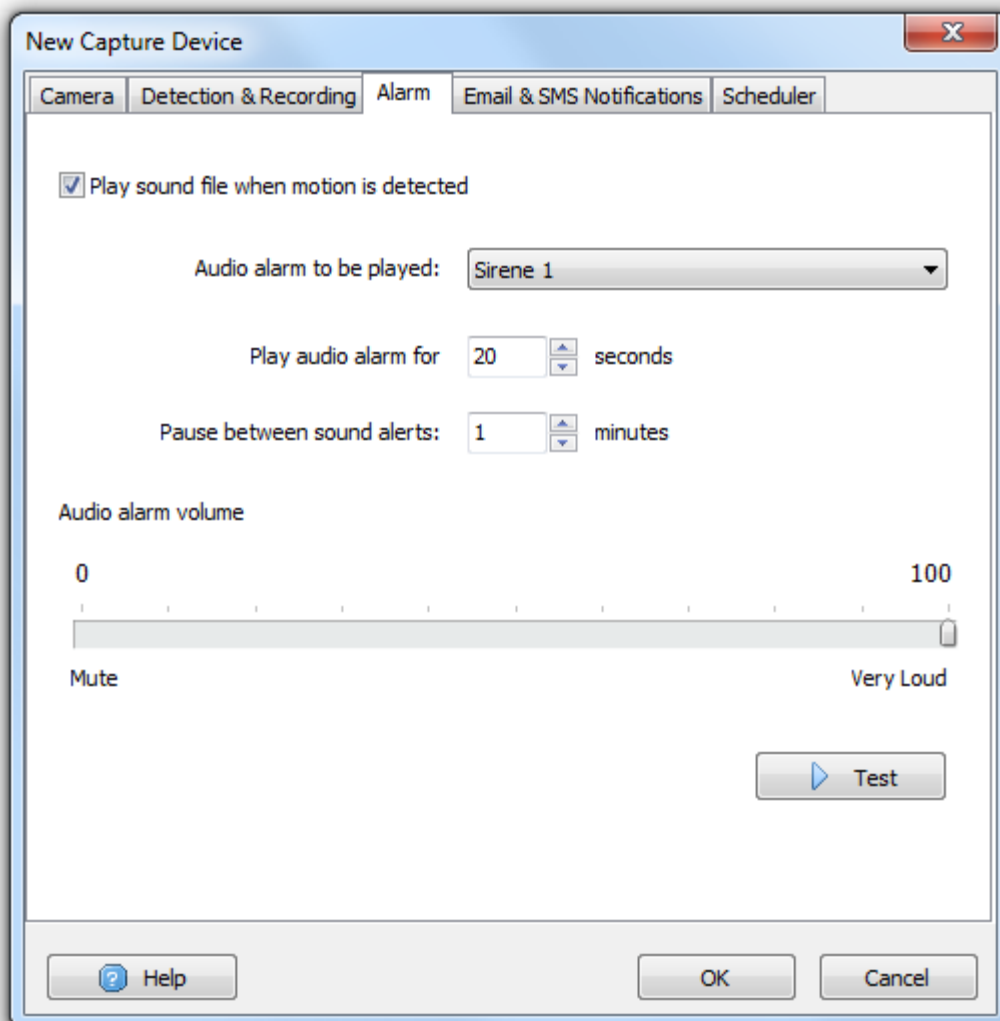 New Capture Device
Camera Detection & Recording Alarm Email & SMS Notifications Scheduler
Play sound file when motion is detected
Audio alarm to be played: Sirene 1
Play audio alarm for 20 seconds
Pause between sound alerts: 1 minutes
Audio alarm volume
0 100
Mute Very Loud
Test
Help OK Cancel